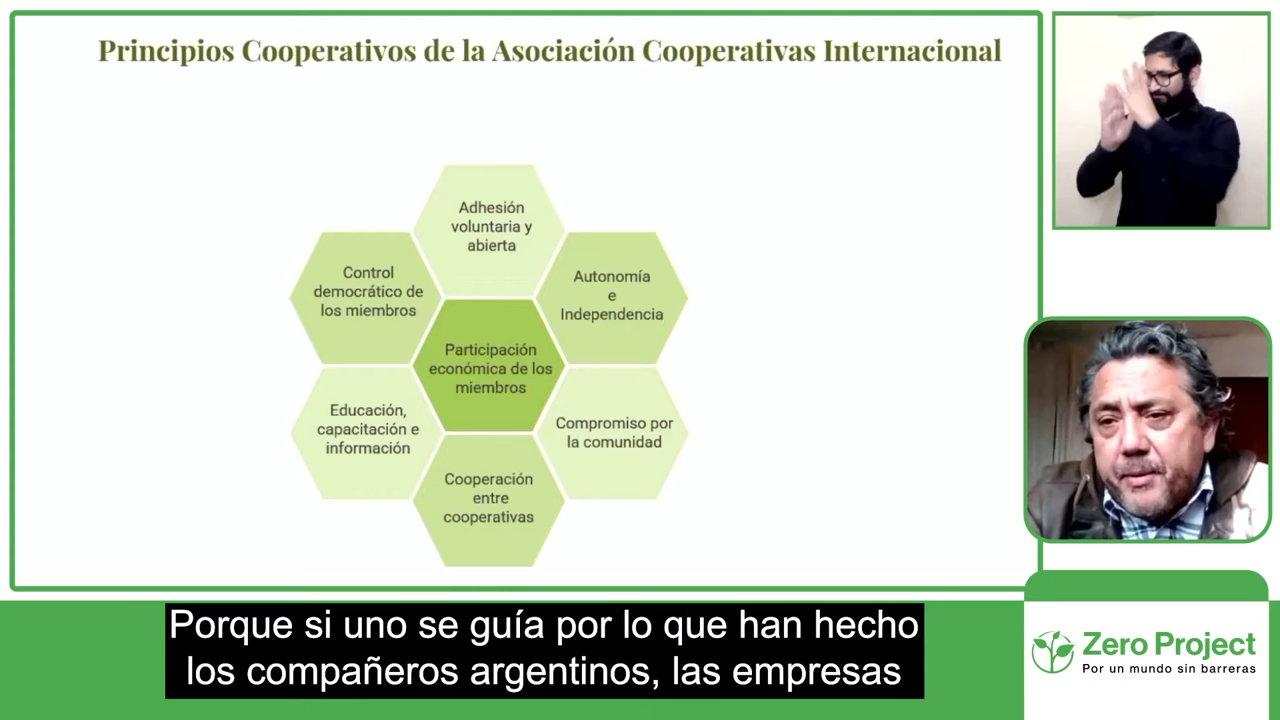 Principios Cooperativos de la Asociación Cooperativas Internacional
Adhesión
voluntaria y
abierta
Control
democrático de
los miembros
Autonomía
e
Independencia
Participación
económica de los
miembros
Educación,
capacitación e
información
Compromiso por
la comunidad
Cooperación
entre
cooperativas
Porque si uno se guía por lo que han hecho
los compañeros argentinos, las empresas
Zero Project
Por un mundo sin barreras